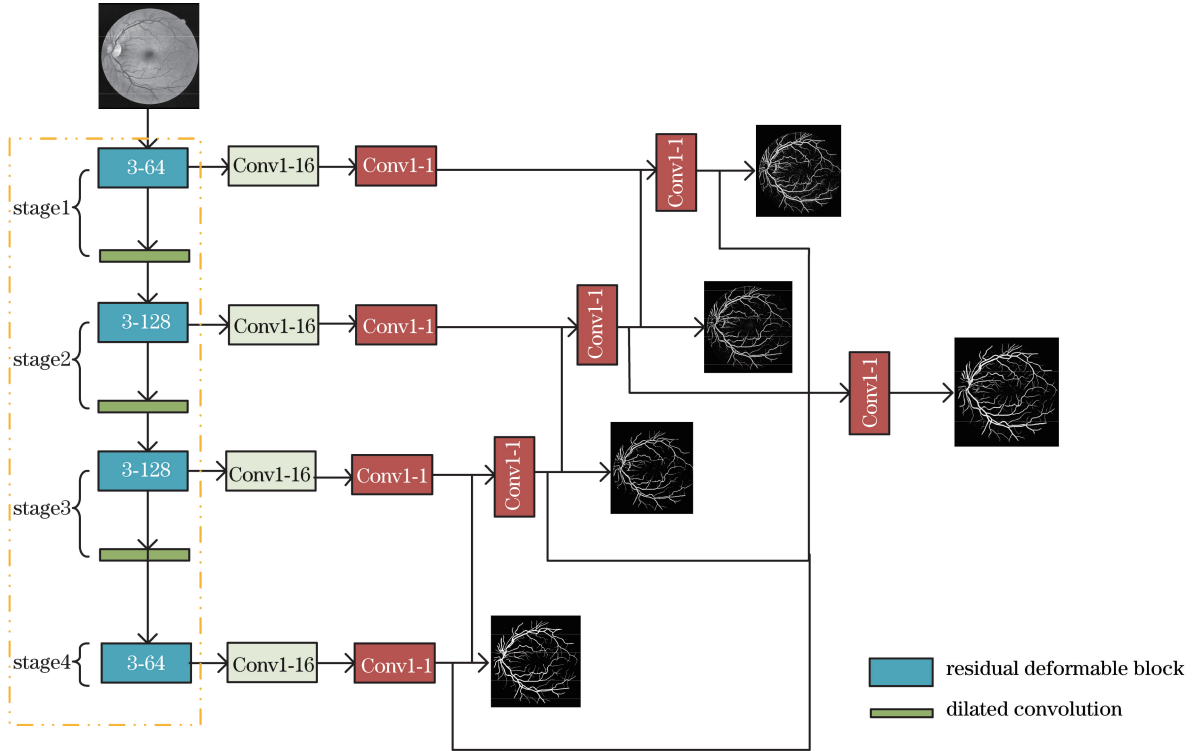 3-64
Conv1-16
Conv1-1
Conv1-1
stage1
3-128
Conv1-16
Conv1-1
Conv1-1
stage2
Conv1-1
3-128
Conv1-16
Conv1-1
Conv1-1
stage3
3-64
Conv1-16
Conv1-1
stage4
residual deformable block
dilated convolution